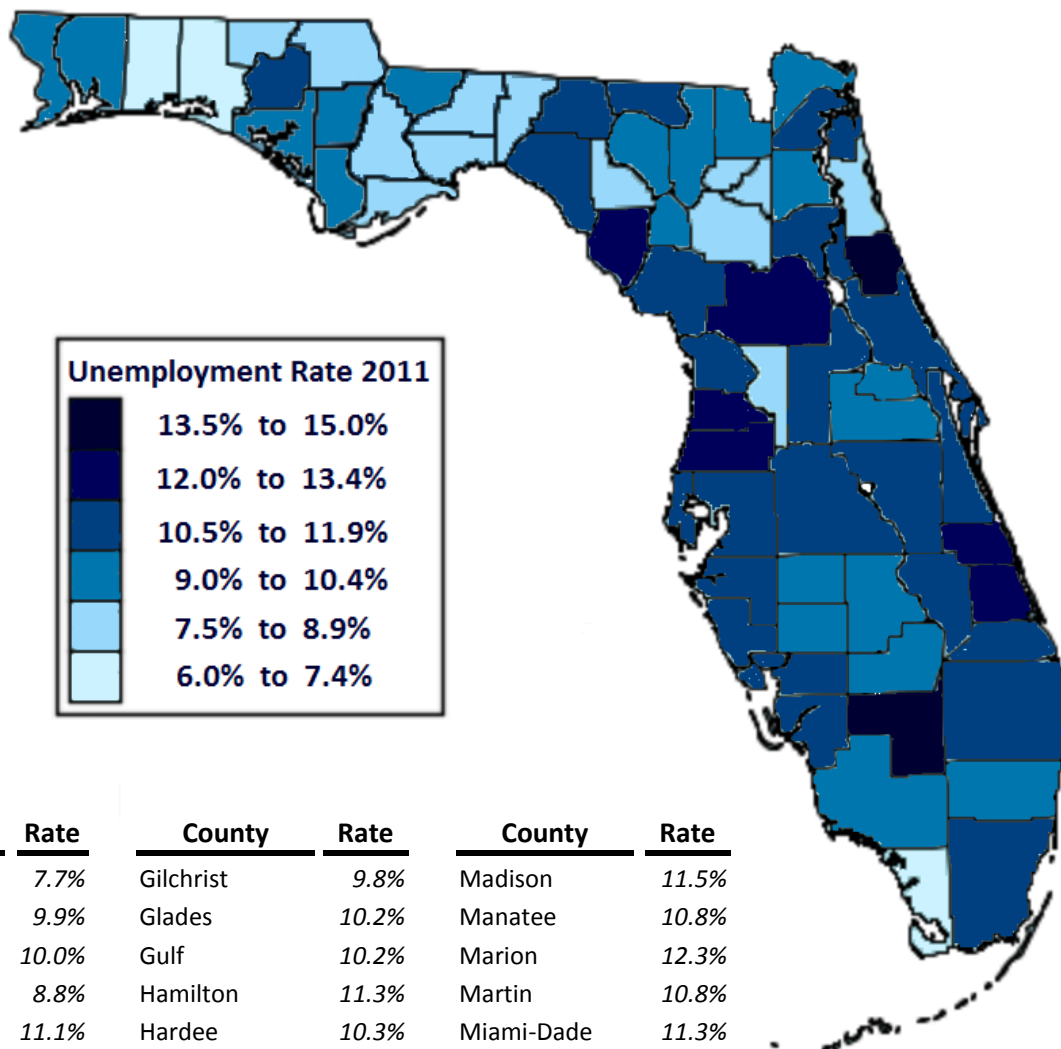 Unemployment Rate 2011
13.5% to 15.0%
12.0% to 13.4%
10.5% to 11.9%
9.0% to 10.4%
7.5% to 8.9%
6.0% to 7.4%
Rate County Rate County Rate
7.7% Gilchrist 9.8% Madison 11.5%
9.9% Glades 10.2% Manatee 10.8%
10.0% Gulf 10.2% Marion 12.3%
8.8% Hamilton 11.3% Martin 10.8%
11.1% Hardee 10.3% Miami-Dade 11.3%